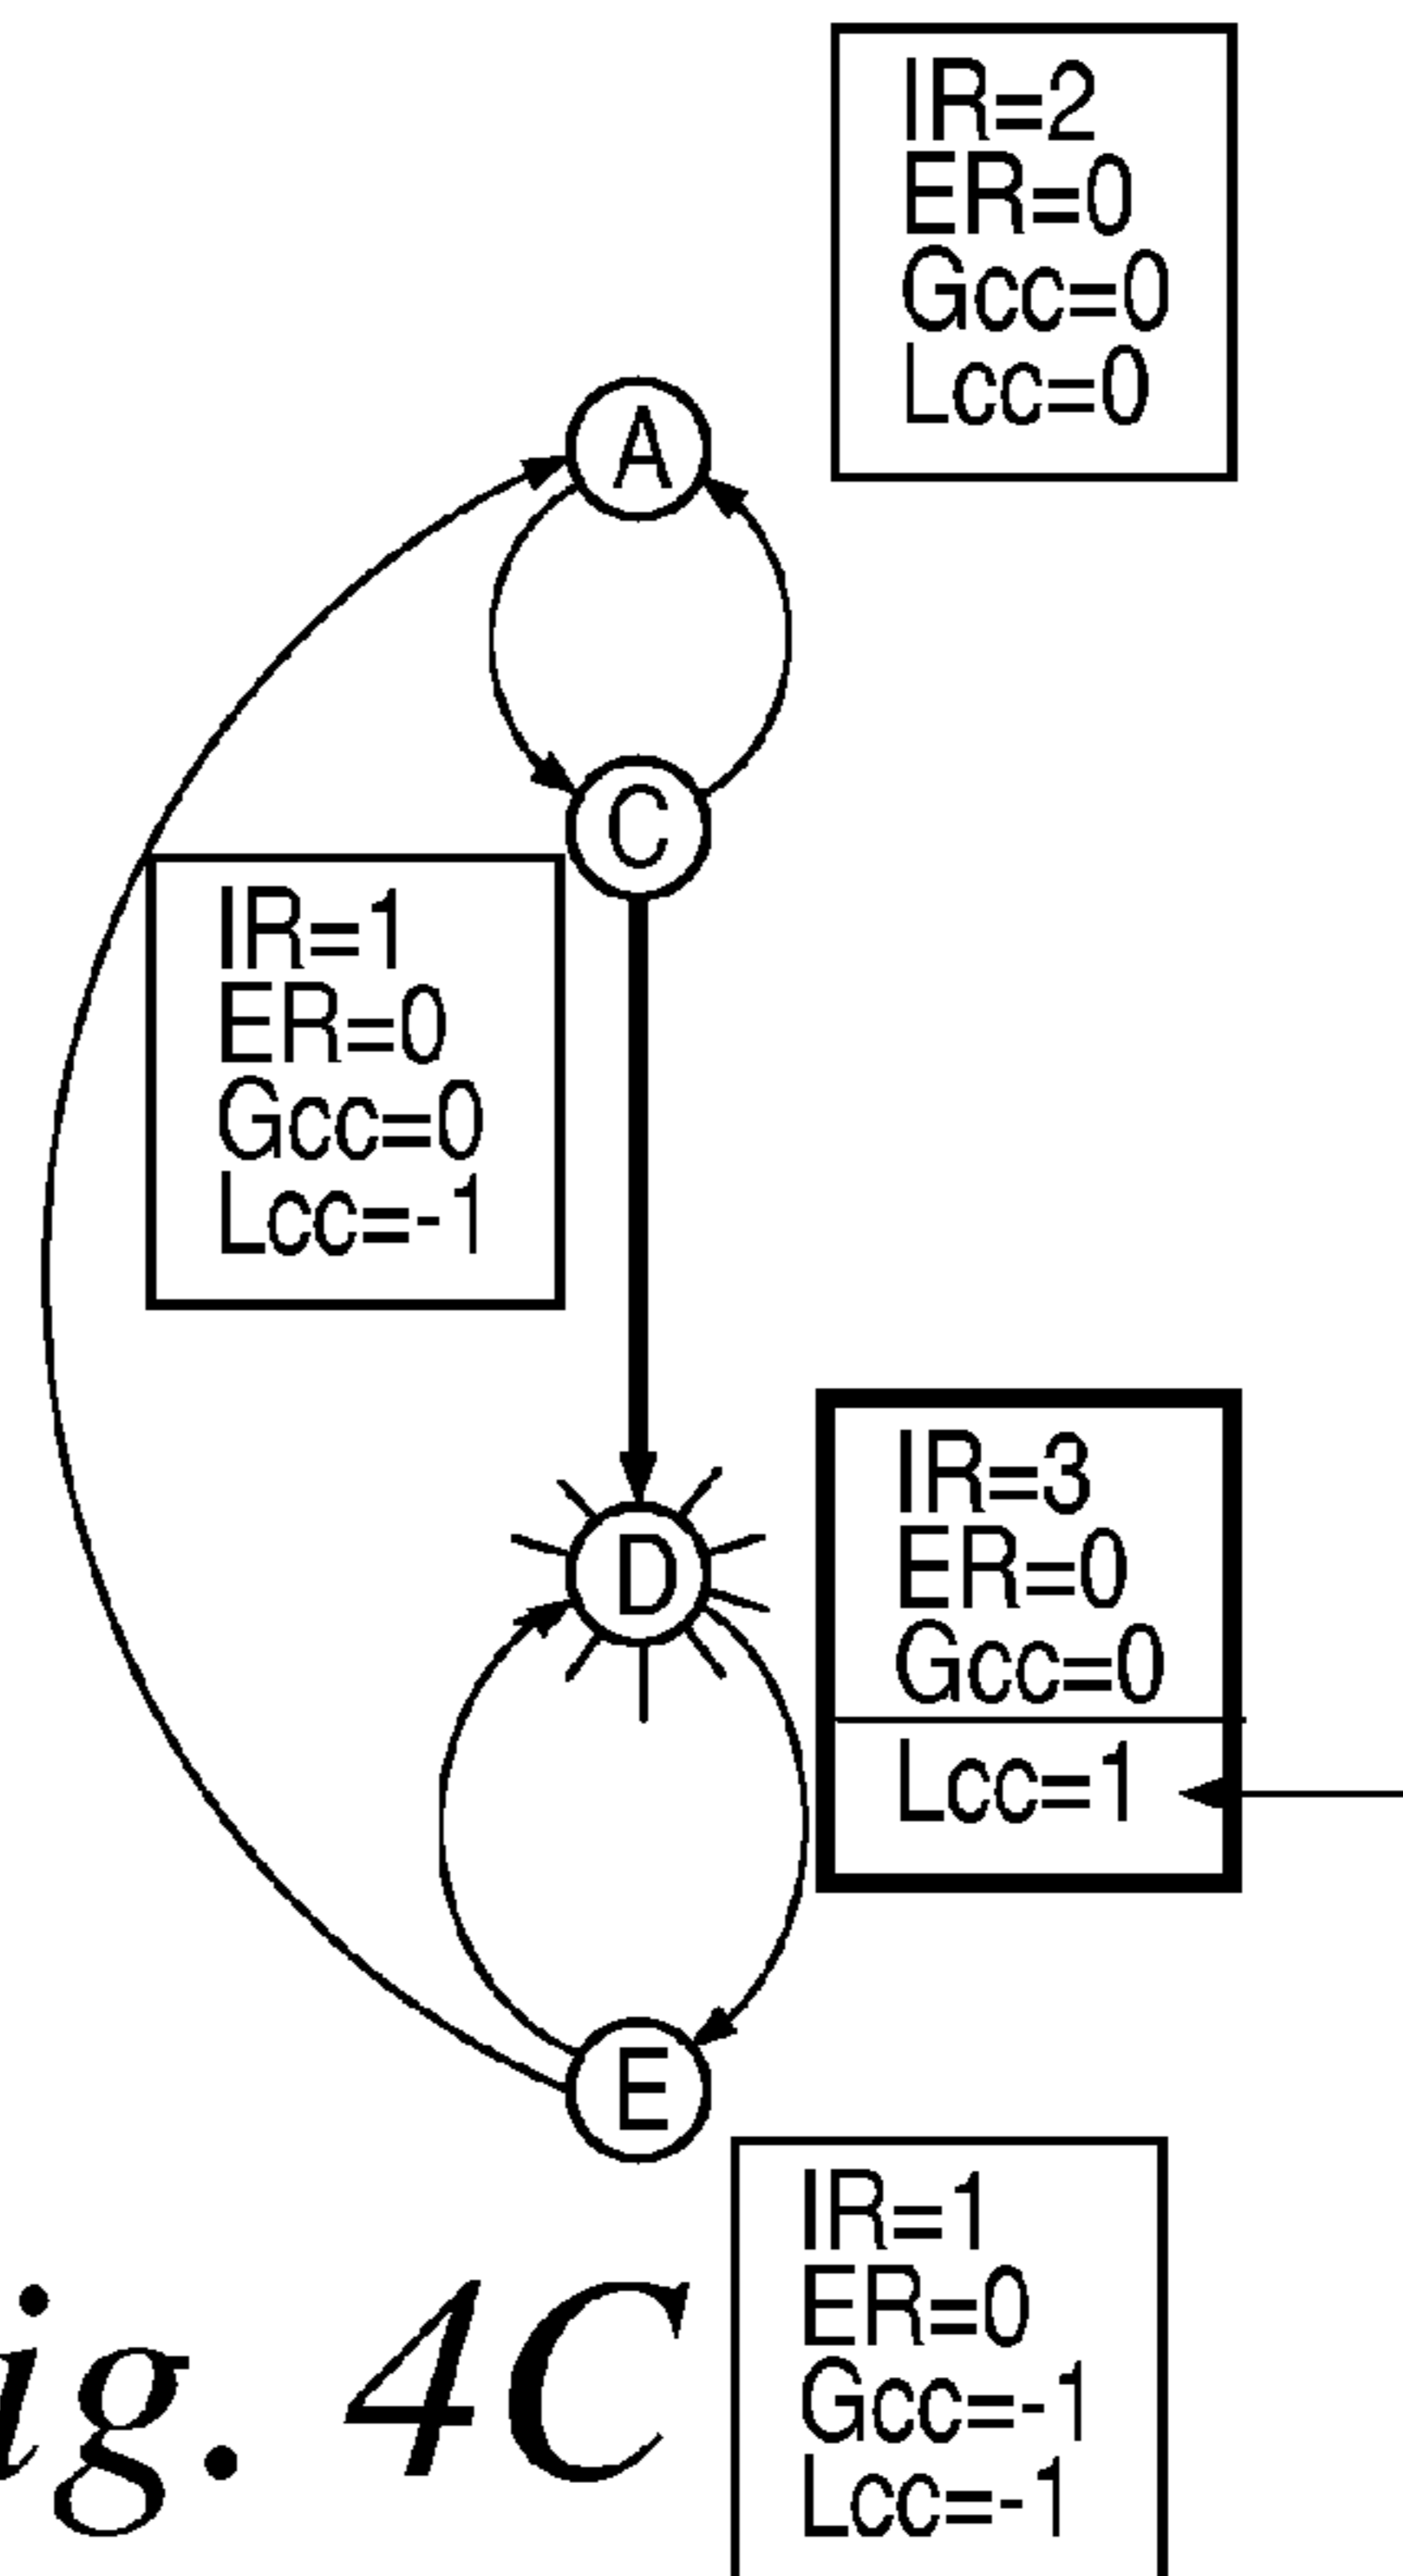 IR=2
ER=0
Gcc=0
Lcc=0
A
C
IR=1
ER=0
Gcc=0
Lcc=-1
IR=3
ER=0
Gcc=0
Lcc=1
D
E
IR=1
ER=0
Gcc=-1
Lcc=-1
ig. 4C